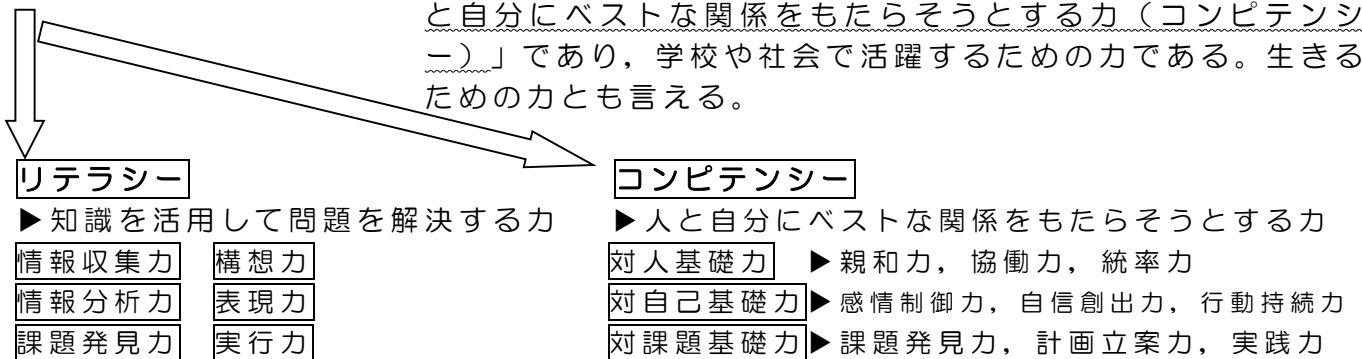 と自分にベストな関係をもたらそうとする力（コンピテンシ
ー）」であり，学校や社会で活躍するための力である。生きる
ための力とも言える。
リテラシー
▶知識を活用して問題を解決する力
情報収集力 構想力
情報分析力 表現力
課題発見力 実行力
コンピテンシー
▶人と自分にベストな関係をもたらそうとする力
対人基礎力 ▶親和力，協働力，統率力
対自己基礎力▶感情制御力，自信創出力，行動持続力
対課題基礎力▶課題発見力，計画立案力，実践力